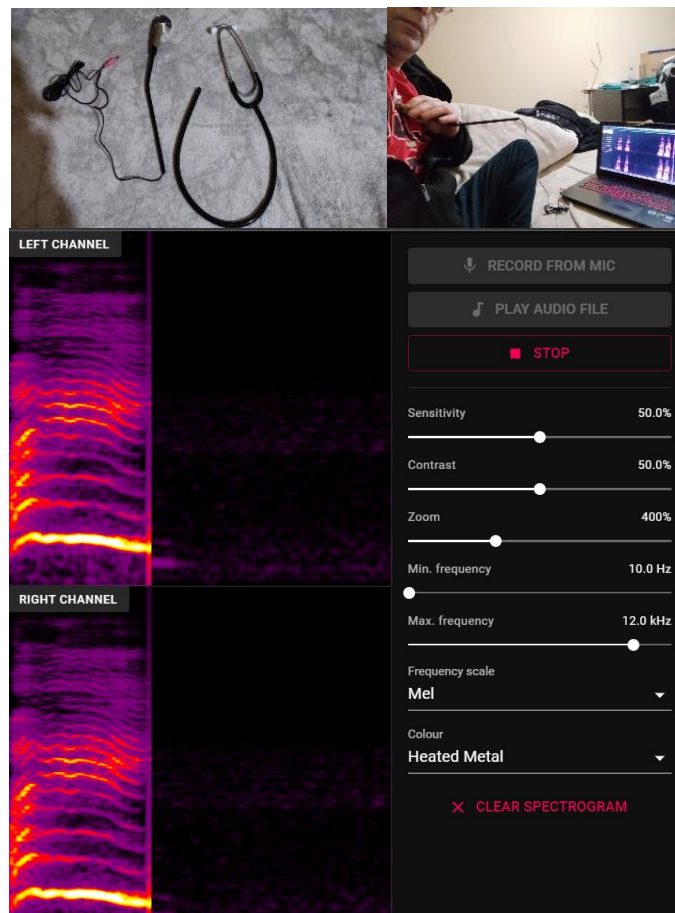 LEFT CHANNEL
RECORD FROM MIC
PLAY AUDIO FILE
STOP
Sensitivity 50.0%
Contrast 50.0%
Zoom 400%
Min. frequency 10.0 Hz
RIGHT CHANNEL
Max. frequency 12.0 kHz
Frequency scale
Mel
Colour
Heated Metal
CLEAR SPECTROGRAM